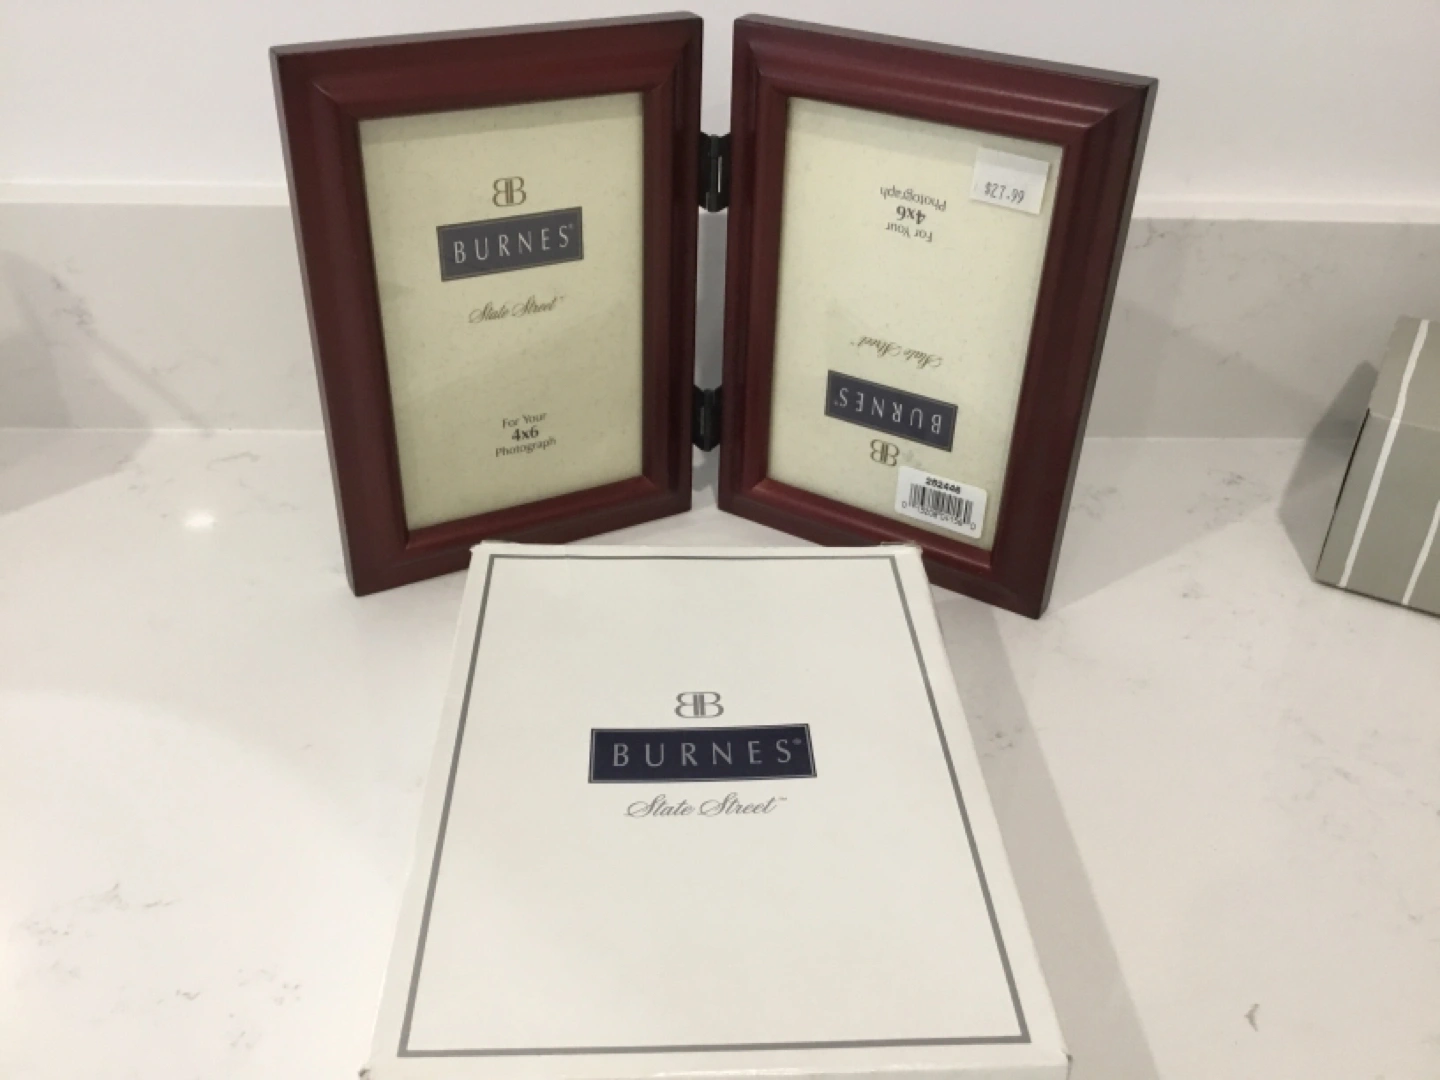 BB
BURNES®
State Street™
For Your
4x6
Photograph
$27.99
For Your
4x6
Photograph
State Street™
BURNES®
BB
282446
BB
BURNES®
State Street™